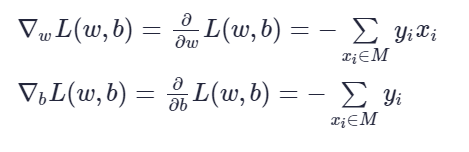 ∇_w L(w, b) = ∂/∂w L(w, b) = − ∑_{x_i∈M} y_i x_i
∇_b L(w, b) = ∂/∂b L(w, b) = − ∑_{x_i∈M} y_i